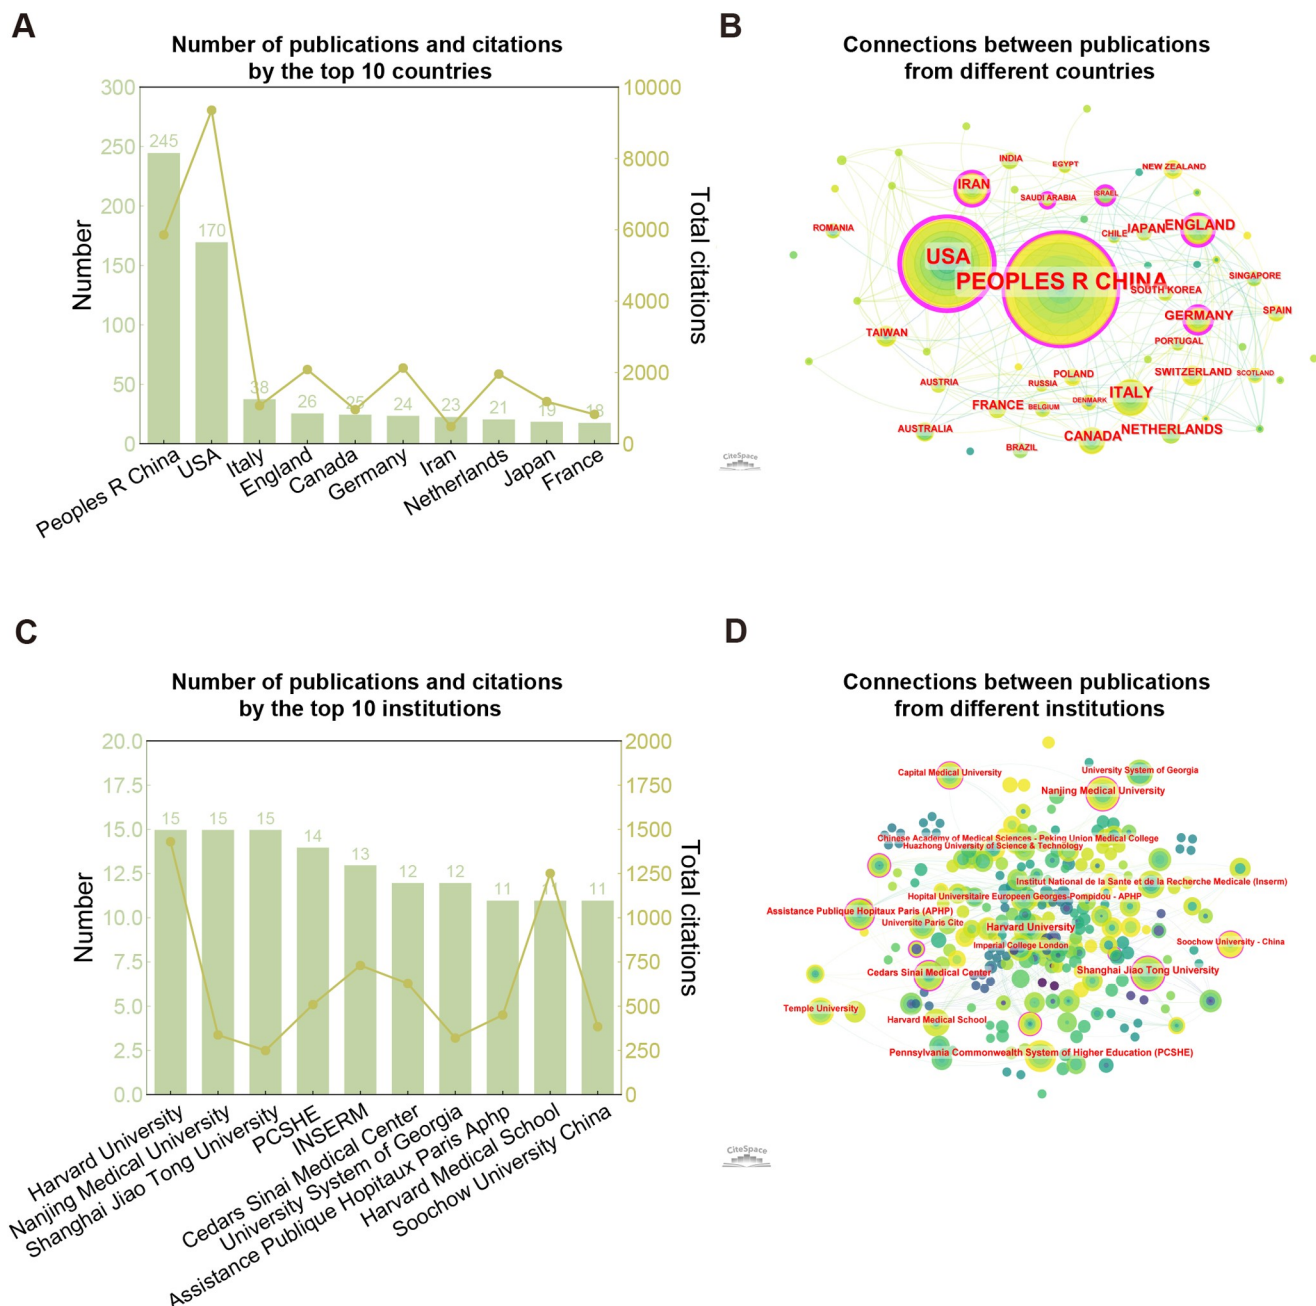 A
Number of publications and citations
by the top 10 countries
300
250
200
150
100
50
0
Number
10000
8000
6000
4000
2000
0
Total citations
245
170
38
26
25
24
23
21
19
18
Peoples R China
USA
Italy
England
Canada
Germany
Iran
Netherlands
Japan
France
B
Connections between publications
from different countries
INDIA
EGYPT
NEW ZEALAND
IRAN
SAUDI ARABIA
ISRAEL
ROMANIA
CHILE
JAPAN
ENGLAND
USA
PEOPLES R CHINA
SOUTH KOREA
SINGAPORE
GERMANY
SPAIN
TAIWAN
PORTUGAL
POLAND
SWITZERLAND
SCOTLAND
AUSTRIA
RUSSIA
ITALY
FRANCE
BELGIUM
DENMARK
AUSTRALIA
CANADA
NETHERLANDS
BRAZIL
CiteSpace
C
Number of publications and citations
by the top 10 institutions
20.0
17.5
15.0
12.5
10.0
7.5
5.0
2.5
0.0
Number
2000
1750
1500
1250
1000
750
500
250
0
Total citations
15
15
15
14
13
12
12
11
11
11
Harvard University
Nanjing Medical University
Shanghai Jiao Tong University
PCSHE
INSERM
Cedars Sinai Medical Center
University System of Georgia
Assistance Publique Hopitaux Paris Aphp
Harvard Medical School
Soochow University China
D
Connections between publications
from different institutions
Capital Medical University
University System of Georgia
Nanjing Medical University
Chinese Academy of Medical Sciences - Peking Union Medical College
Huazhong University of Science & Technology
Institut National de la Sante et de la Recherche Medicale (Inserm)
Hopital Universitaire Europeen Georges-Pompidou - APHP
Assistance Publique Hopitaux Paris (APHP)
Universite Paris Cite
Harvard University
Imperial College London
Soochow University - China
Cedars Sinai Medical Center
Shanghai Jiao Tong University
Temple University
Harvard Medical School
Pennsylvania Commonwealth System of Higher Education (PCSHE)
CiteSpace